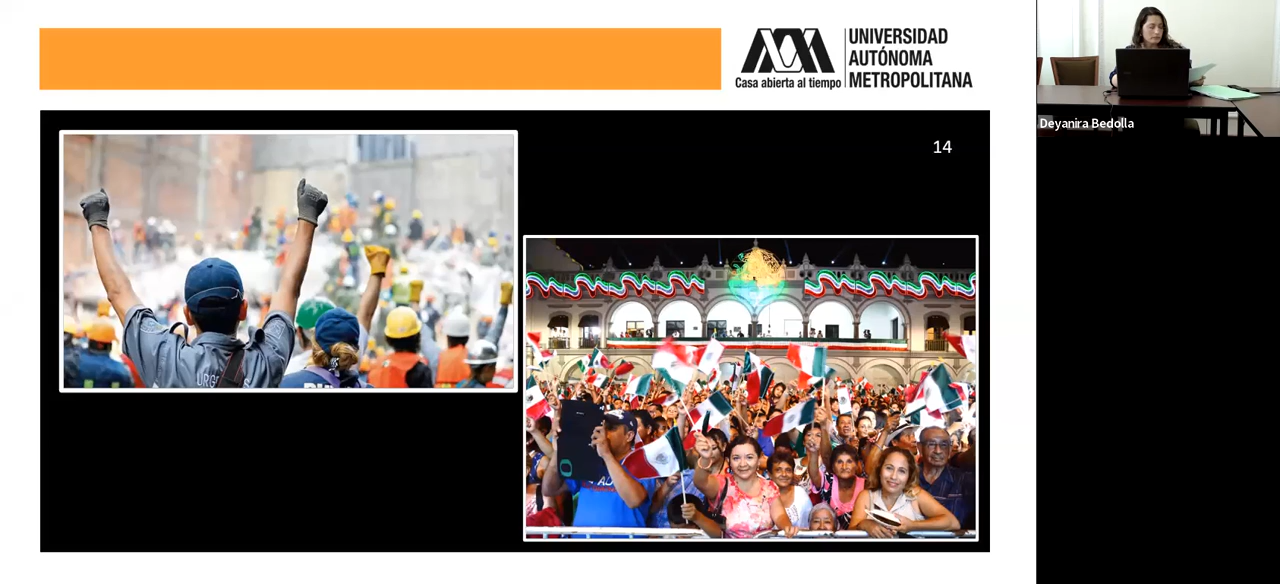 UNIVERSIDAD
AUTÓNOMA
METROPOLITANA
Casa abierta al tiempo
14
Deyanira Bedolla